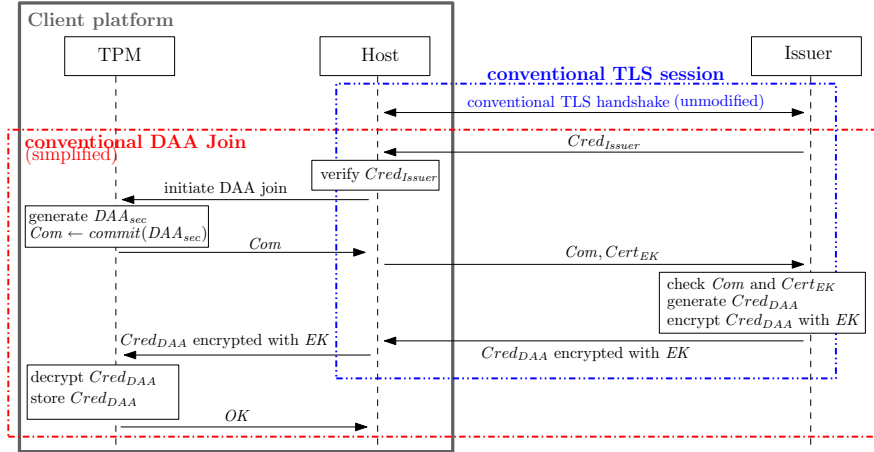 Client platform
TPM
Host
Issuer
conventional TLS session
conventional TLS handshake (unmodified)
conventional DAA Join
(simplified)
Cred_Issuer
verify Cred_Issuer
initiate DAA join
generate DAA_sec
Com ← commit(DAA_sec)
Com
Com, Cert_EK
check Com and Cert_EK
generate Cred_DAA
encrypt Cred_DAA with EK
Cred_DAA encrypted with EK
Cred_DAA encrypted with EK
decrypt Cred_DAA
store Cred_DAA
OK